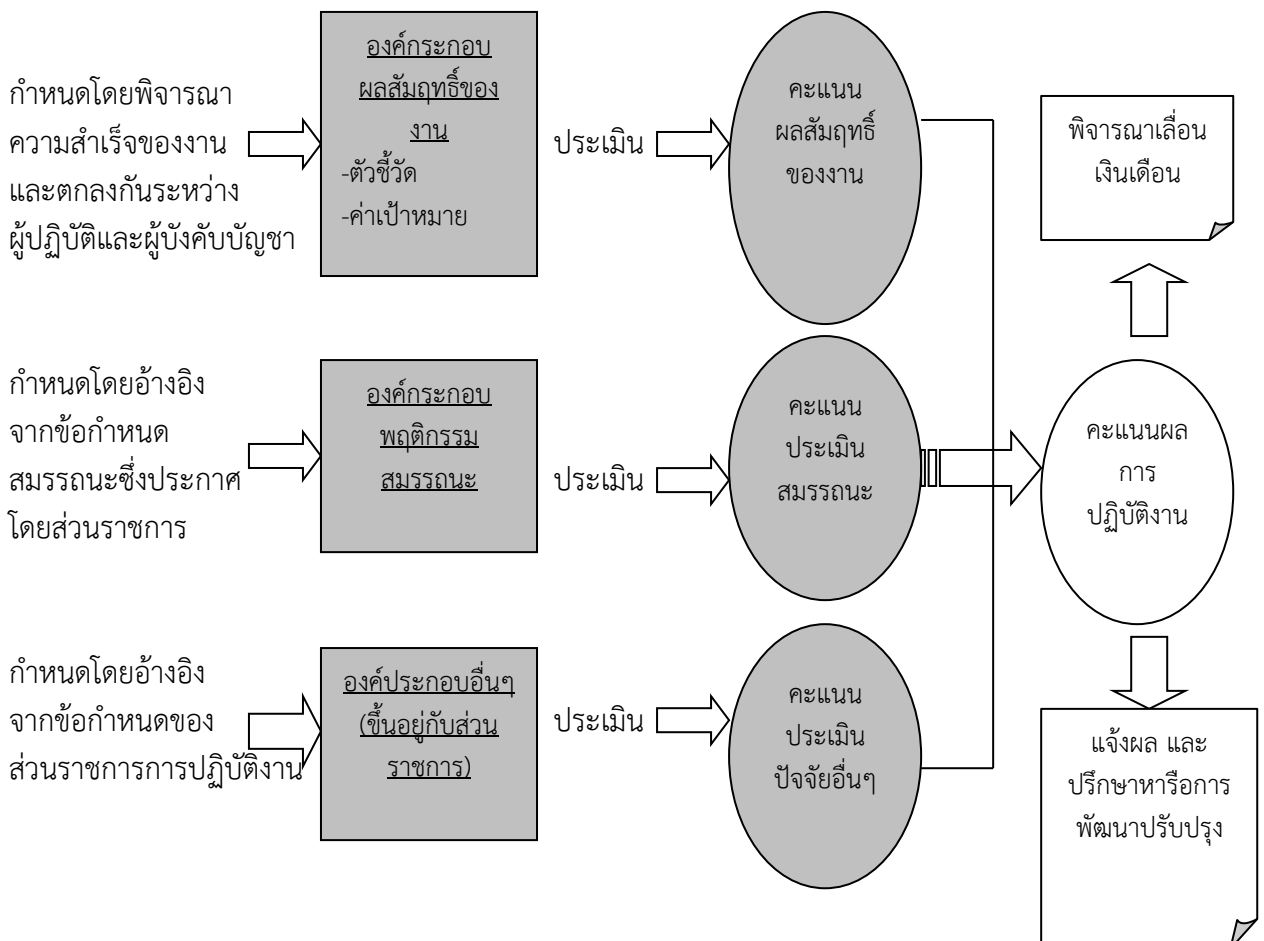 กำหนดโดยพิจารณา
ความสำเร็จของงาน
และตกลงกันระหว่าง
ผู้ปฏิบัติและผู้บังคับบัญชา
องค์กระกอบ
ผลสัมฤทธิ์ของ
งาน
-ตัวชี้วัด
-ค่าเป้าหมาย
ประเมิน
คะแนน
ผลสัมฤทธิ์
ของงาน
พิจารณาเลื่อน
เงินเดือน
กำหนดโดยอ้างอิง
จากข้อกำหนด
สมรรถนะซึ่งประกาศ
โดยส่วนราชการ
องค์กระกอบ
พฤติกรรม
สมรรถนะ
ประเมิน
คะแนน
ประเมิน
สมรรถนะ
คะแนนผล
การ
ปฏิบัติงาน
กำหนดโดยอ้างอิง
จากข้อกำหนดของ
ส่วนราชการการปฏิบัติงาน
องค์ประกอบอื่นๆ
(ขึ้นอยู่กับส่วน
ราชการ)
ประเมิน
คะแนน
ประเมิน
ปัจจัยอื่นๆ
แจ้งผล และ
ปรึกษาหารือการ
พัฒนาปรับปรุง